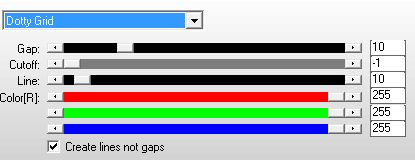 Dotty Grid
Gap: 10
Cutoff: -1
Line: 10
Color[R]: 255
255
255
Create lines not gaps